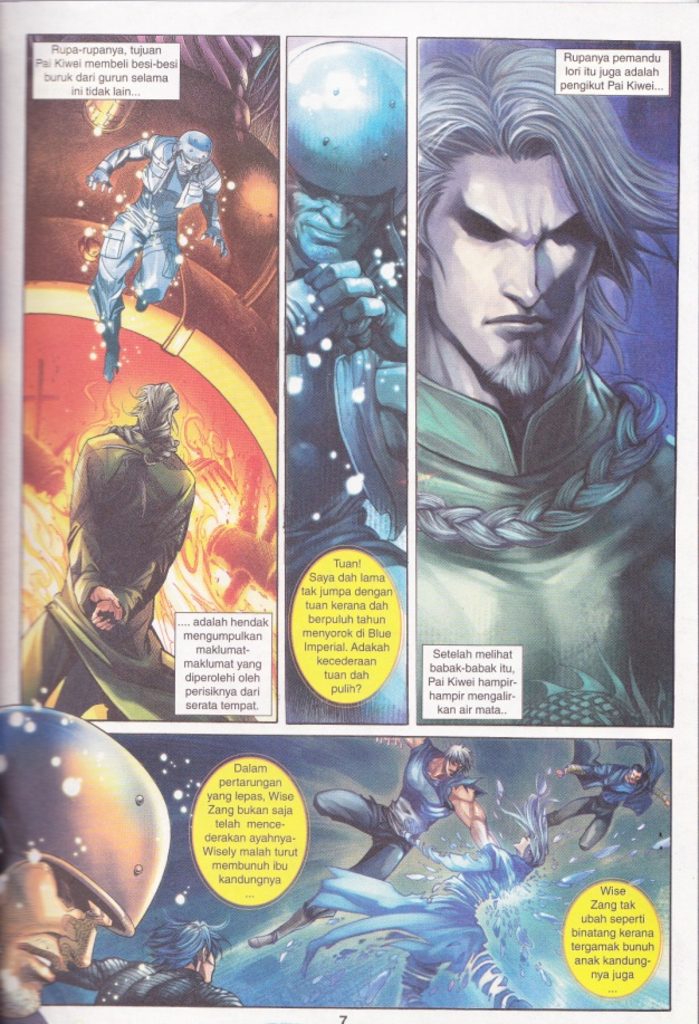 Rupa-rupanya, tujuan
Pai Kiwei membeli besi-besi
buruk dari gurun selama
ini tidak lain...
.... adalah hendak
mengumpulkan
maklumat-
maklumat yang
diperolehi oleh
perisiknya dari
serata tempat.
Tuan!
Saya dah lama
tak jumpa dengan
tuan kerana dah
berpuluh tahun
menyorok di Blue
Imperial. Adakah
kecederaan
tuan dah
pulih?
Rupanya pemandu
lori itu juga adalah
pengikut Pai Kiwei...
Setelah melihat
babak-babak itu,
Pai Kiwei hampir-
hampir mengalir-
kan air mata..
Dalam
pertarungan
yang lepas, Wise
Zang bukan saja
telah mence-
derakan ayahnya-
Wisely malah turut
membunuh ibu
kandungnya
...
Wise
Zang tak
ubah seperti
binatang kerana
tergamak bunuh
anak kandung-
nya juga
...
7